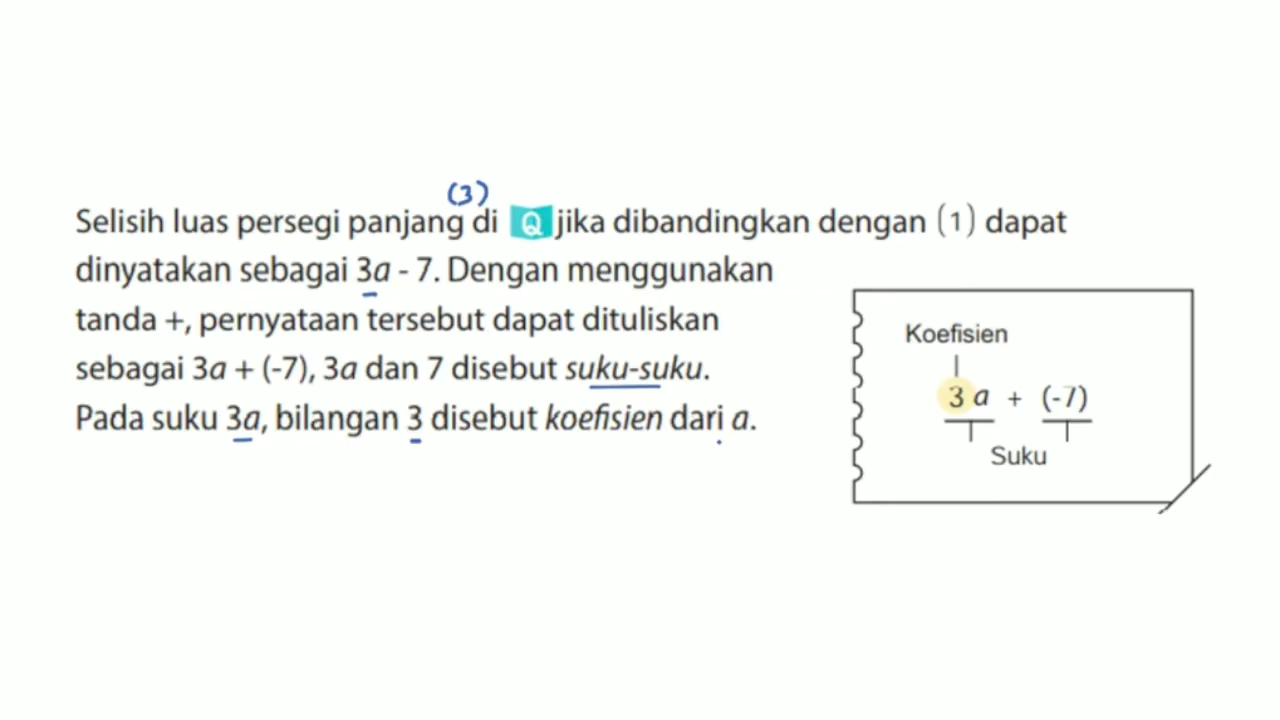 (3)
Selisih luas persegi panjang di Q jika dibandingkan dengan (1) dapat
dinyatakan sebagai 3a - 7. Dengan menggunakan
tanda +, pernyataan tersebut dapat dituliskan
sebagai 3a + (-7), 3a dan 7 disebut suku-suku.
Pada suku 3a, bilangan 3 disebut koefisien dari a.
Koefisien
3 a + (-7)
Suku